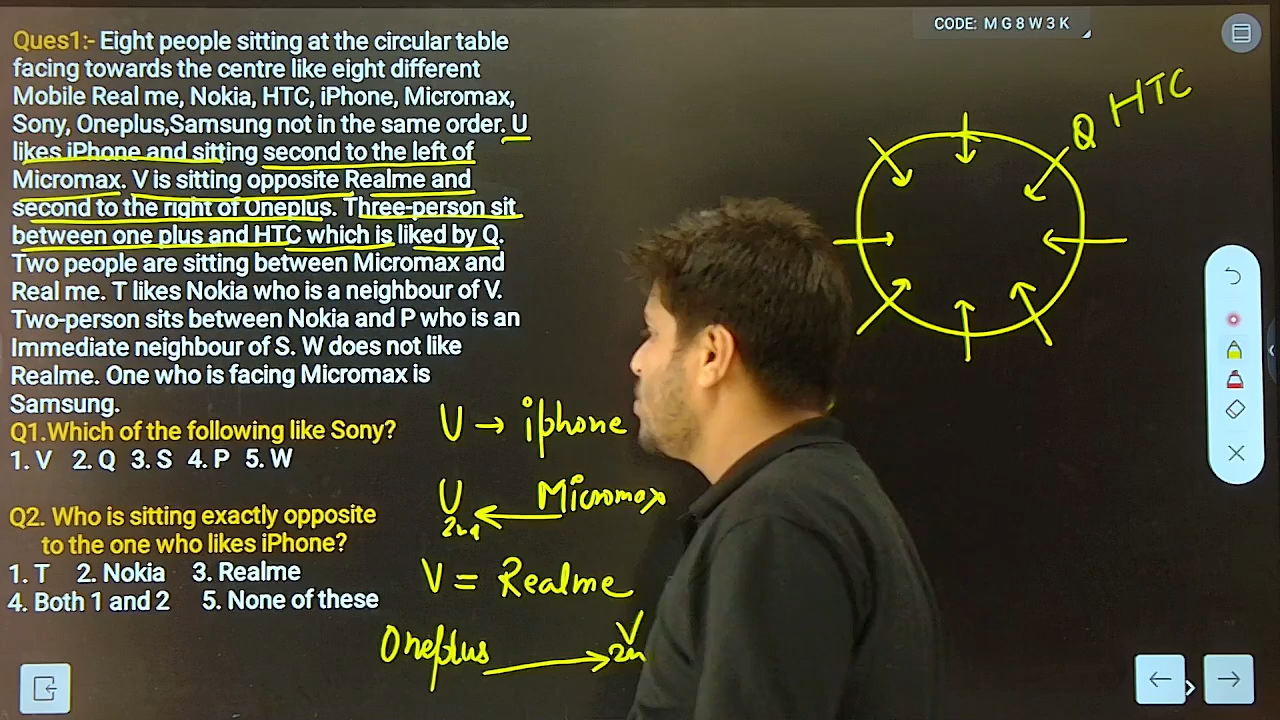 CODE: M G 8 W 3 K
Ques1:- Eight people sitting at the circular table
facing towards the centre like eight different
Mobile Real me, Nokia, HTC, iPhone, Micromax,
Sony, Oneplus,Samsung not in the same order. U
likes iPhone and sitting second to the left of
Micromax. V is sitting opposite Realme and
second to the right of Oneplus. Three-person sit
between one plus and HTC which is liked by Q.
Two people are sitting between Micromax and
Real me. T likes Nokia who is a neighbour of V.
Two-person sits between Nokia and P who is an
Immediate neighbour of S. W does not like
Realme. One who is facing Micromax is
Samsung.
Q1.Which of the following like Sony?
1. V 2. Q 3. S 4. P 5. W
Q2. Who is sitting exactly opposite
to the one who likes iPhone?
1. T 2. Nokia 3. Realme
4. Both 1 and 2 5. None of these
U → iphone
U Micromax
2nd
V = Realme
Oneplus V
2n
Q HTC